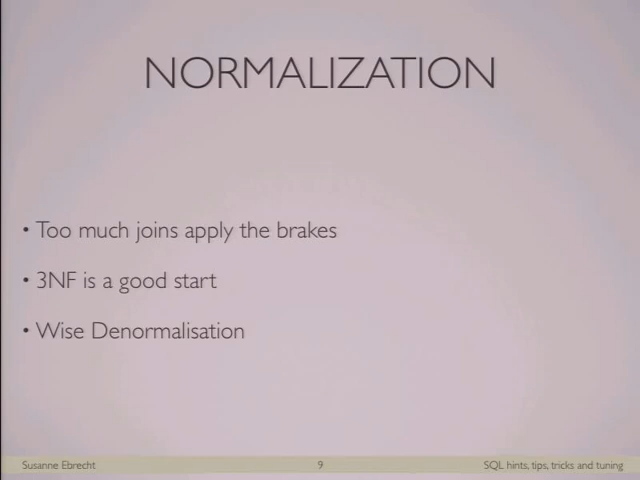 NORMALIZATION
• Too much joins apply the brakes
• 3NF is a good start
• Wise Denormalisation
Susanne Ebrecht 9 SQL hints, tips, tricks and tuning